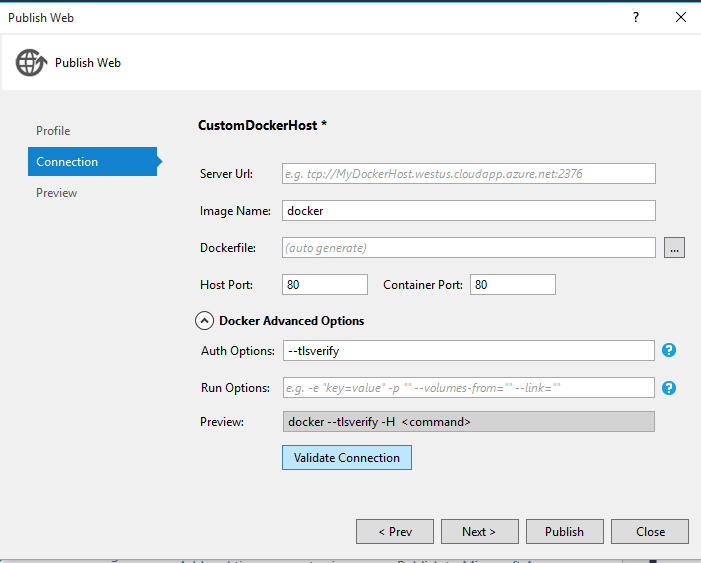 Publish Web
?
Publish Web
Profile
Connection
Preview
CustomDockerHost *
Server Url: e.g. tcp://MyDockerHost.westus.cloudapp.azure.net:2376
Image Name: docker
Dockerfile: (auto generate) ...
Host Port: 80 Container Port: 80
Docker Advanced Options
Auth Options: --tlsverify ?
Run Options: e.g. -e "key=value" -p "" --volumes-from="" --link="" ?
Preview: docker --tlsverify -H <command>
Validate Connection
< Prev Next > Publish Close